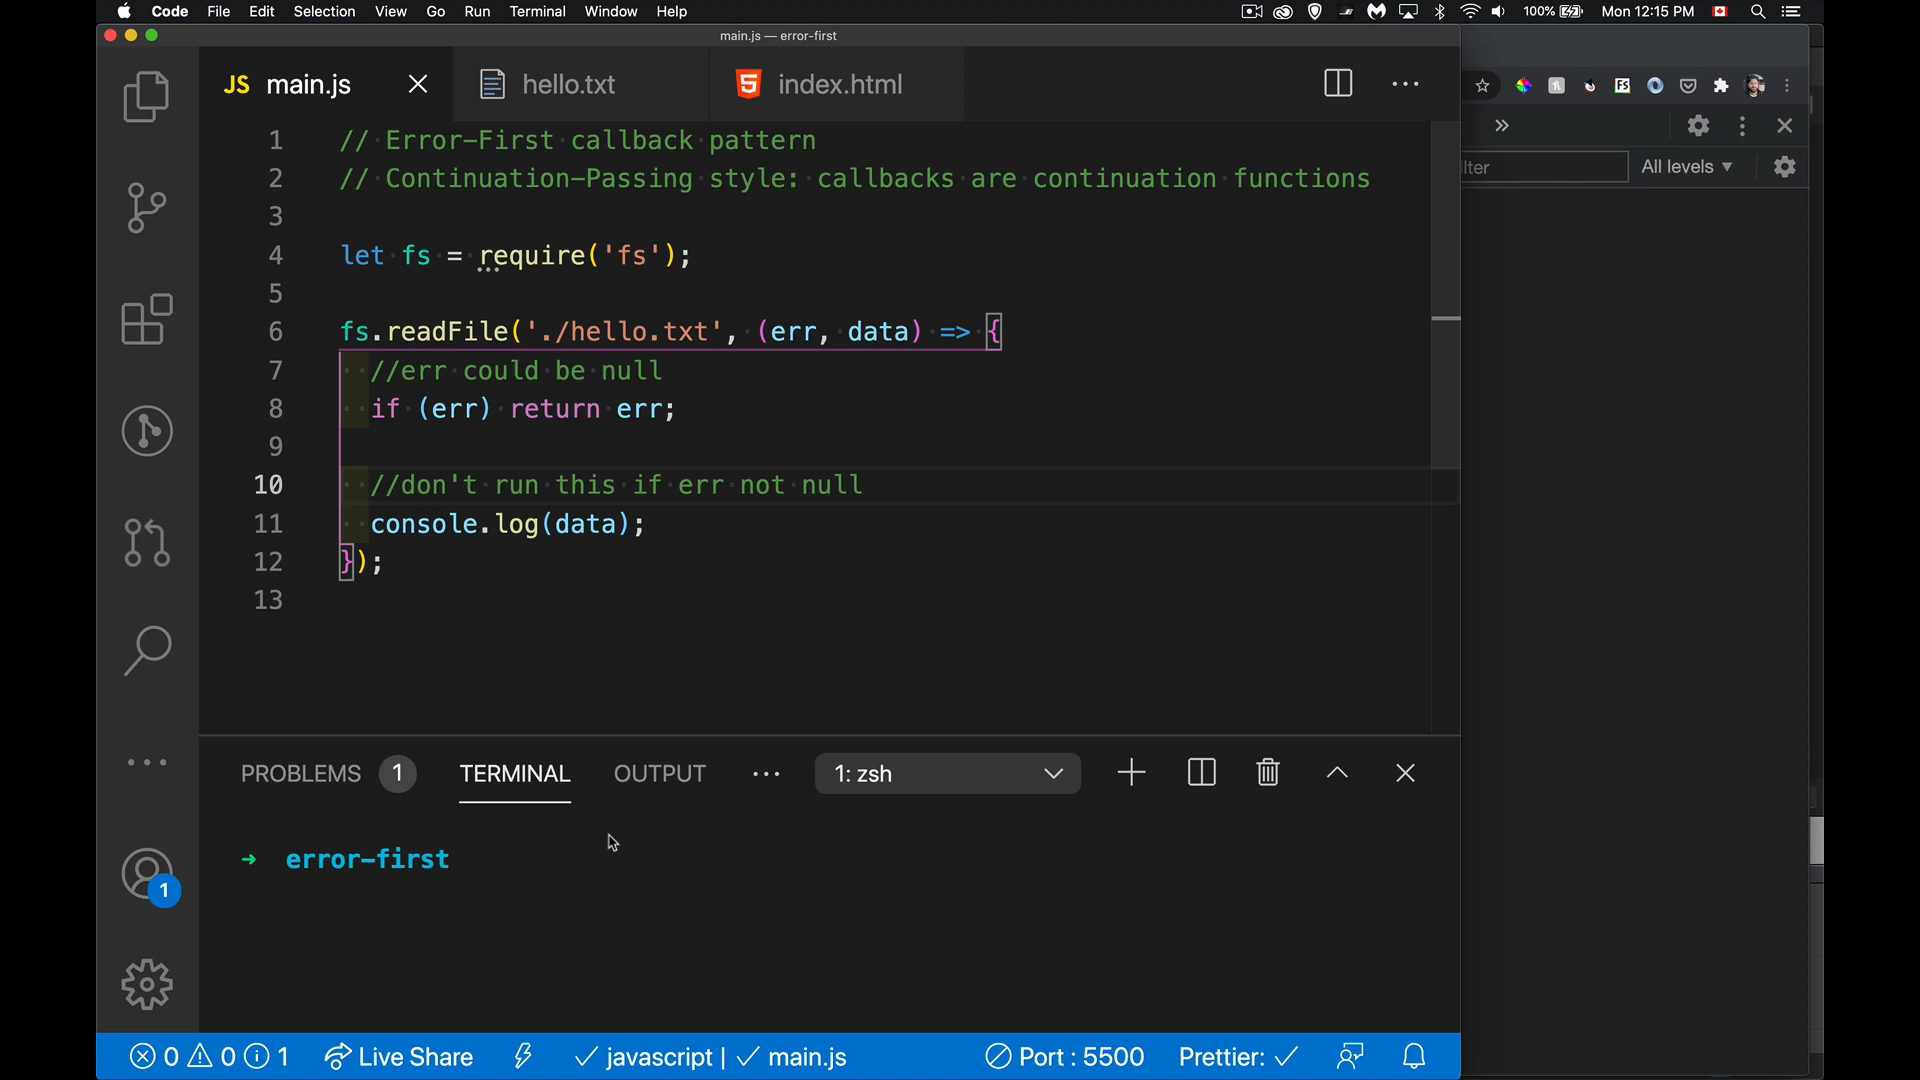 Code File Edit Selection View Go Run Terminal Window Help 100% Mon 12:15 PM
main.js — error-first
JS main.js hello.txt index.html
1 // Error-First callback pattern
2 // Continuation-Passing style: callbacks are continuation functions
3
4 let fs = require('fs');
5
6 fs.readFile('./hello.txt', (err, data) => {
7 //err could be null
8 if (err) return err;
9
10 //don't run this if err not null
11 console.log(data);
12 });
13
ilter All levels ▾
PROBLEMS 1 TERMINAL OUTPUT 1: zsh
➜ error-first
1
0 0 1 Live Share javascript | main.js Port : 5500 Prettier: